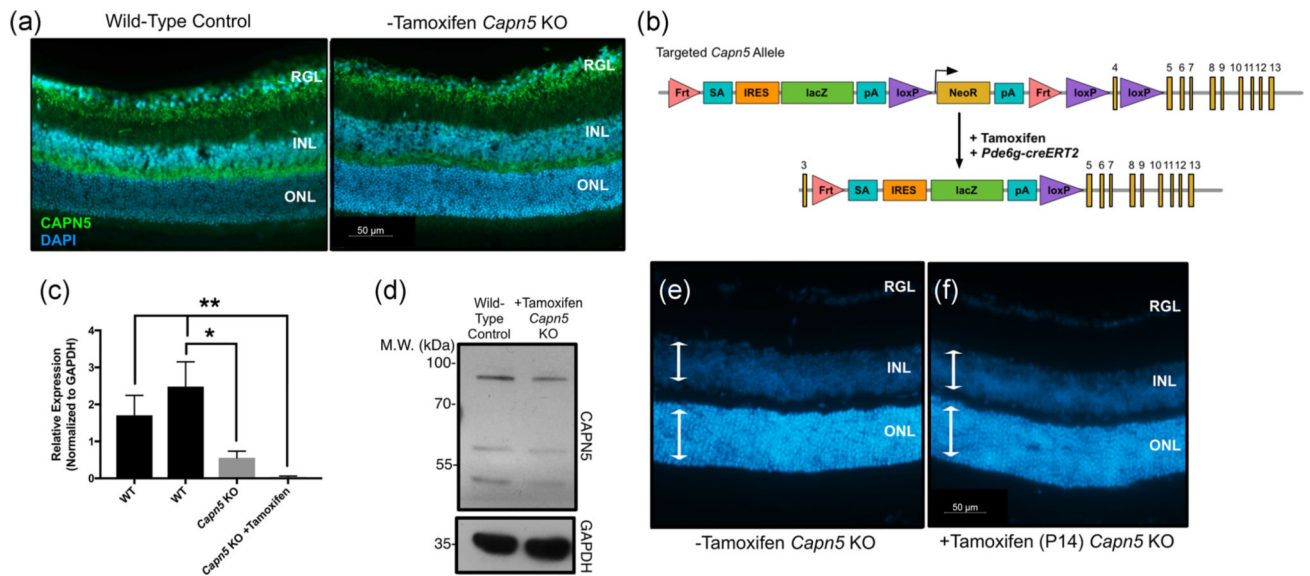 (a)
Wild-Type Control
-Tamoxifen Capn5 KO
RGL
INL
ONL
CAPN5
DAPI
RGL
INL
ONL
50 µm
(b)
Targeted Capn5 Allele
4 5 6 7 8 9 10 11 12 13
Frt SA IRES lacZ pA loxP NeoR pA Frt loxP loxP
+ Tamoxifen
+ Pde6g-creERT2
3 5 6 7 8 9 10 11 12 13
Frt SA IRES lacZ pA loxP
(c)
**
*
Relative Expression
(Normalized to GAPDH)
4
3
2
1
0
WT
WT
Capn5 KO
Capn5 KO +Tamoxifen
(d)
Wild-
Type
Control
+Tamoxifen
Capn5
KO
M.W. (kDa)
100-
70-
55-
35-
CAPN5
GAPDH
(e)
RGL
INL
ONL
-Tamoxifen Capn5 KO
(f)
RGL
INL
ONL
50 µm
+Tamoxifen (P14) Capn5 KO